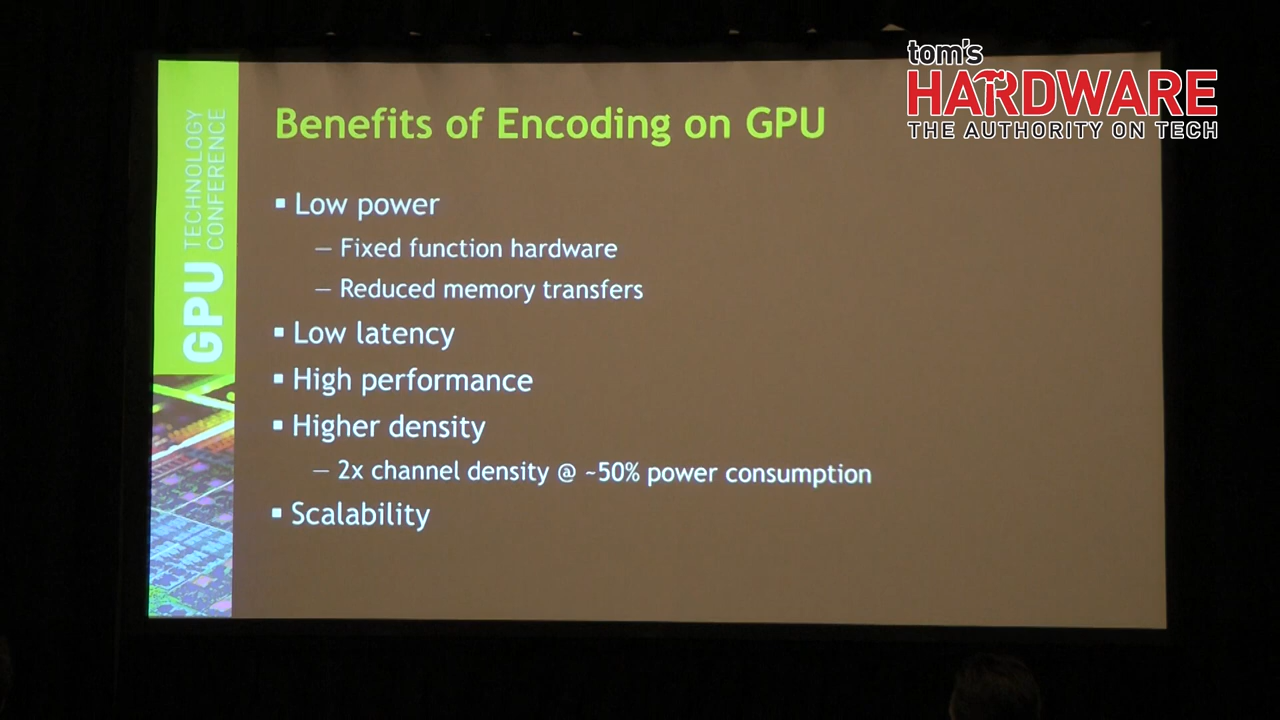 tom's
HARDWARE
THE AUTHORITY ON TECH
GPU TECHNOLOGY
CONFERENCE
Benefits of Encoding on GPU
▪ Low power
— Fixed function hardware
— Reduced memory transfers
▪ Low latency
▪ High performance
▪ Higher density
— 2x channel density @ ~50% power consumption
▪ Scalability